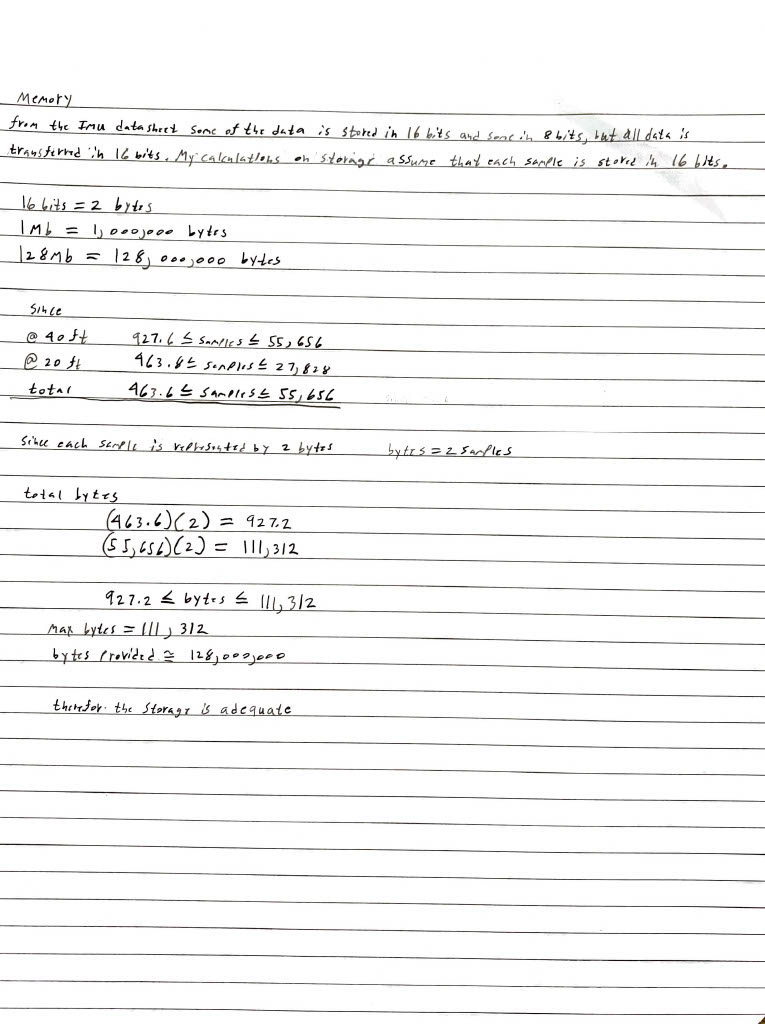 Memory
from the Imu datasheet some of the data is stored in 16 bits and some in 8 bits, but all data is
transferred in 16 bits. My calculations on storage assume that each sample is stored in 16 bits.
16 bits = 2 bytes
1 Mb = 1,000,000 bytes
128 Mb = 128,000,000 bytes
Since
@ 40 ft 927.6 ≤ samples ≤ 55,656
@ 20 ft 463.8 ≤ samples ≤ 27,828
total 463.6 ≤ samples ≤ 55,656
Since each sample is represented by 2 bytes bytes = 2 samples
total bytes
(463.6)(2) = 927.2
(55,656)(2) = 111,312
927.2 ≤ bytes ≤ 111,312
max bytes = 111,312
bytes provided ≅ 128,000,000
therefor the storage is adequate